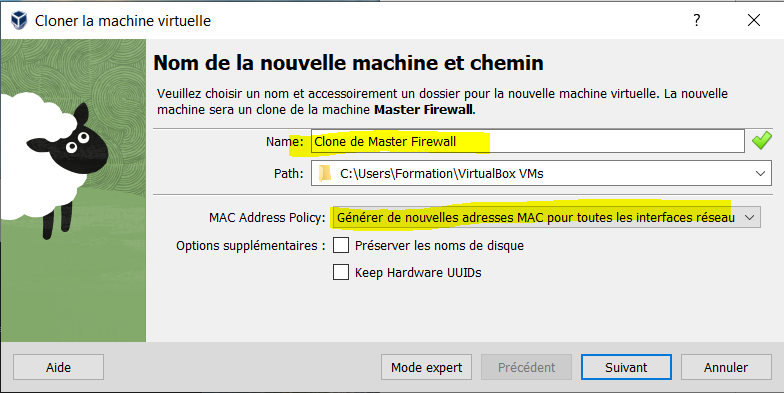 Cloner la machine virtuelle
?
Nom de la nouvelle machine et chemin
Veuillez choisir un nom et accessoirement un dossier pour la nouvelle machine virtuelle. La nouvelle
machine sera un clone de la machine Master Firewall.
Name: Clone de Master Firewall
Path: C:\Users\Formation\VirtualBox VMs
MAC Address Policy: Générer de nouvelles adresses MAC pour toutes les interfaces réseau
Options supplémentaires : Préserver les noms de disque
Keep Hardware UUIDs
Aide Mode expert Précédent Suivant Annuler